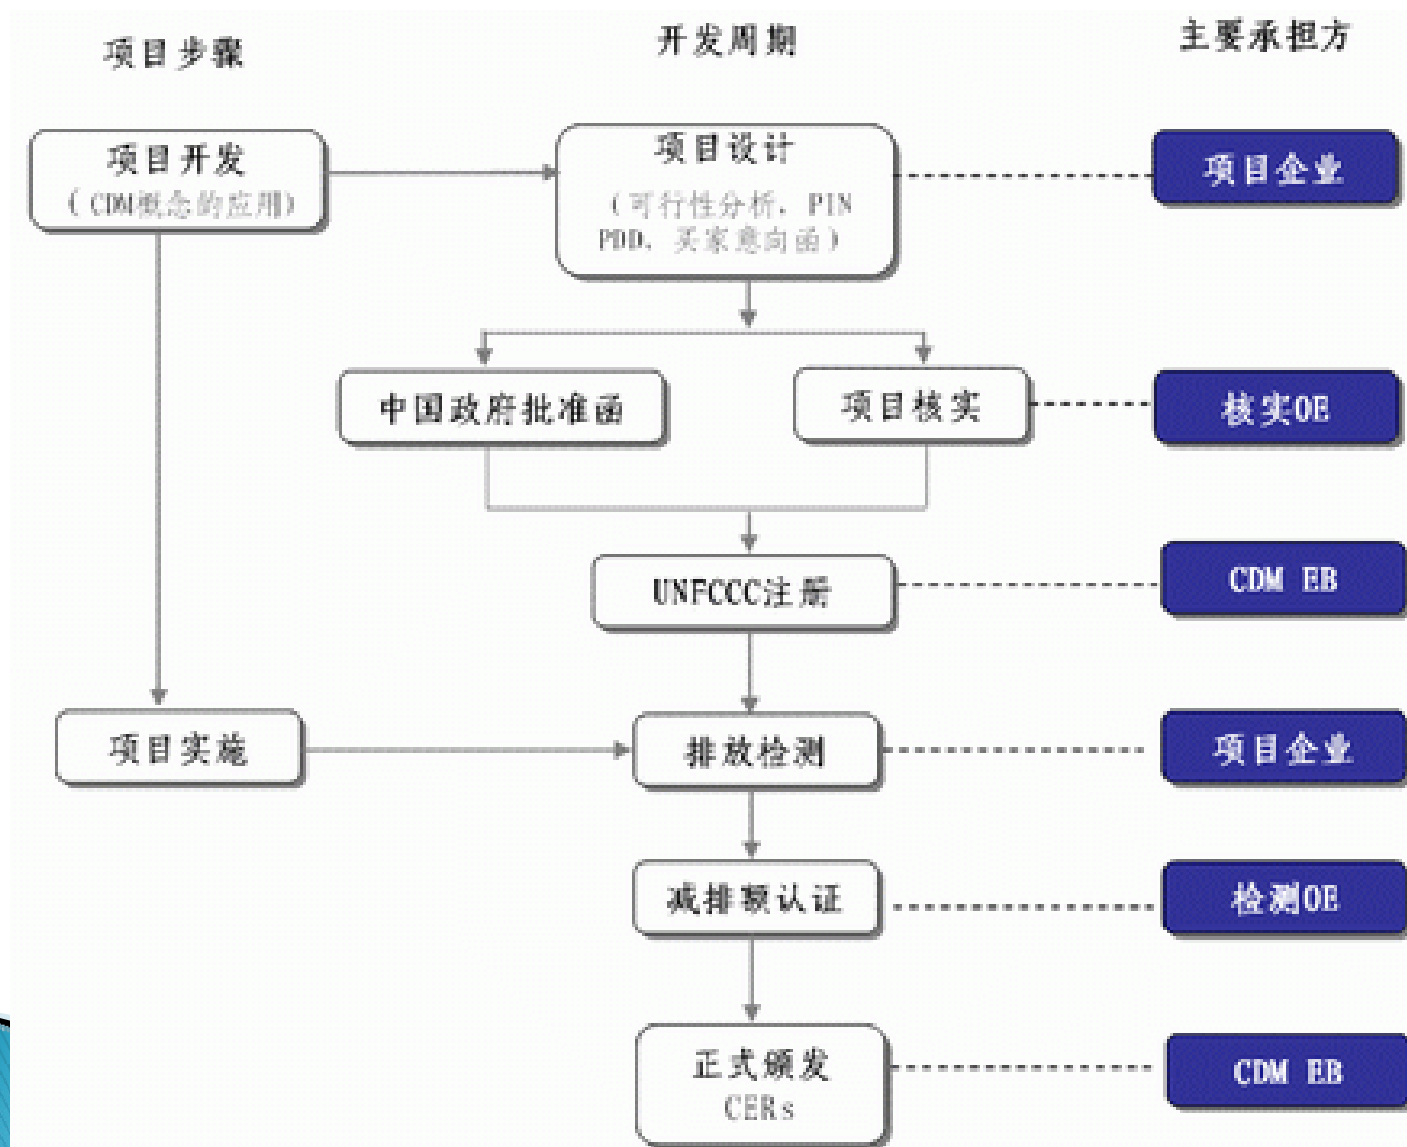 项目步骤
开发周期
主要承担方
项目开发
(CDM概念的应用)
项目设计
(可行性分析, PIN
PDD, 买家意向函)
项目企业
中国政府批准函
项目核实
核实OE
UNFCCC注册
CDM EB
项目实施
排放检测
项目企业
减排额认证
检测OE
正式颁发
CERs
CDM EB